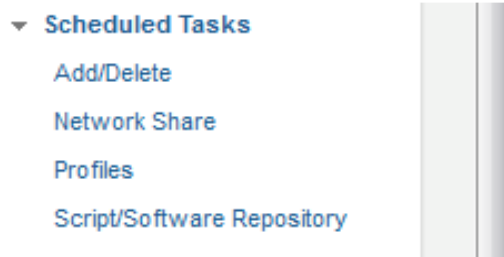 Scheduled Tasks
Add/Delete
Network Share
Profiles
Script/Software Repository